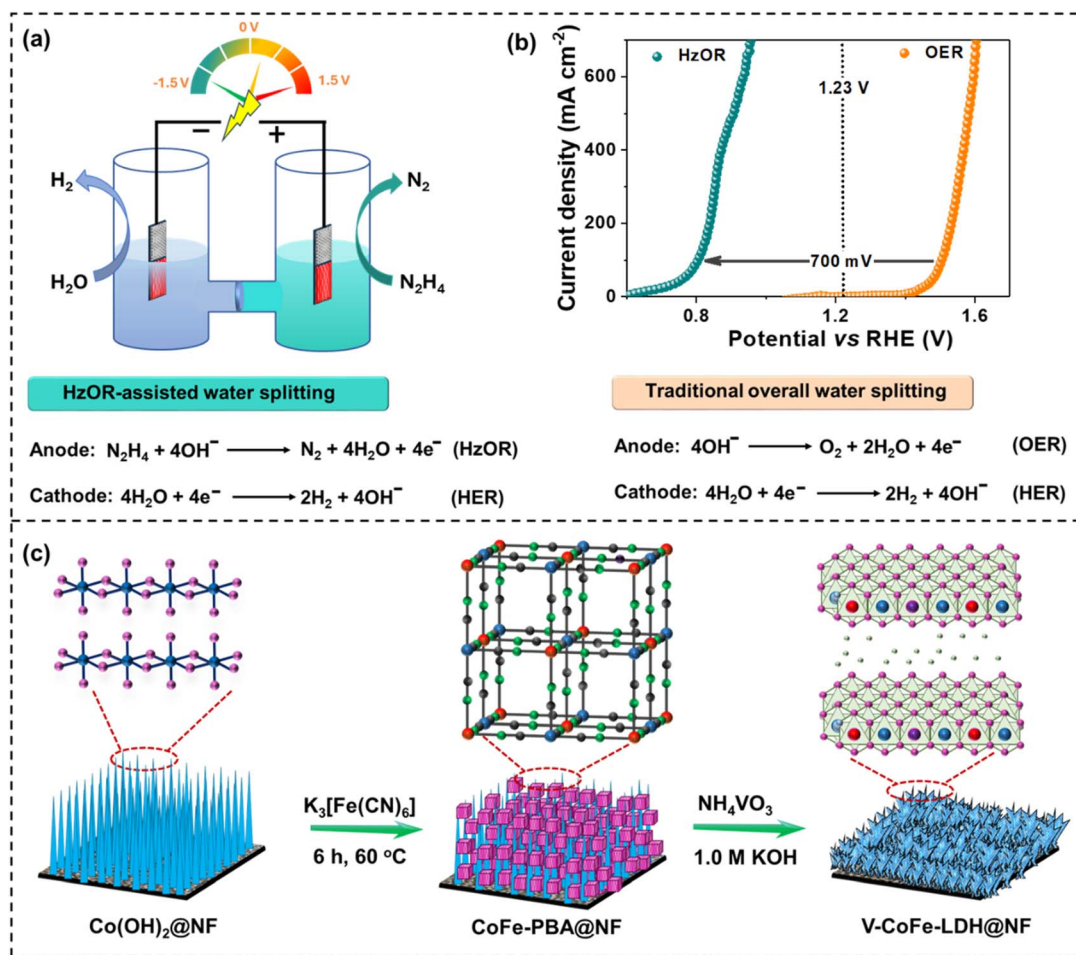 (a)
0 V
-1.5 V
1.5 V
− +
H₂
N₂
H₂O
N₂H₄
HzOR-assisted water splitting
Anode: N₂H₄ + 4OH⁻ ⟶ N₂ + 4H₂O + 4e⁻ (HzOR)
Cathode: 4H₂O + 4e⁻ ⟶ 2H₂ + 4OH⁻ (HER)
(b)
HzOR
OER
1.23 V
700 mV
Current density (mA cm⁻²)
600
400
200
0
0.8 1.2 1.6
Potential vs RHE (V)
Traditional overall water splitting
Anode: 4OH⁻ ⟶ O₂ + 2H₂O + 4e⁻ (OER)
Cathode: 4H₂O + 4e⁻ ⟶ 2H₂ + 4OH⁻ (HER)
(c)
K₃[Fe(CN)₆]
6 h, 60 °C
NH₄VO₃
1.0 M KOH
Co(OH)₂@NF
CoFe-PBA@NF
V-CoFe-LDH@NF